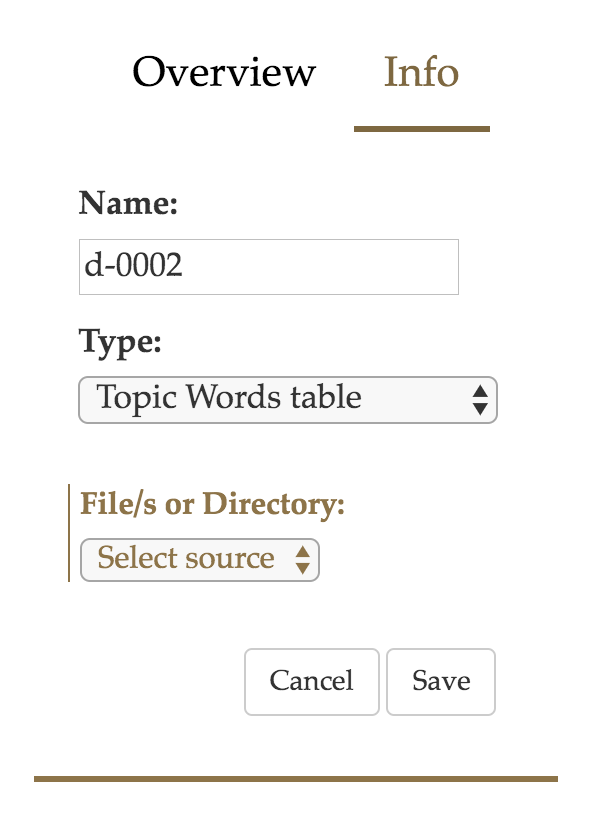 Overview Info
Name:
d-0002
Type:
Topic Words table
File/s or Directory:
Select source
Cancel Save